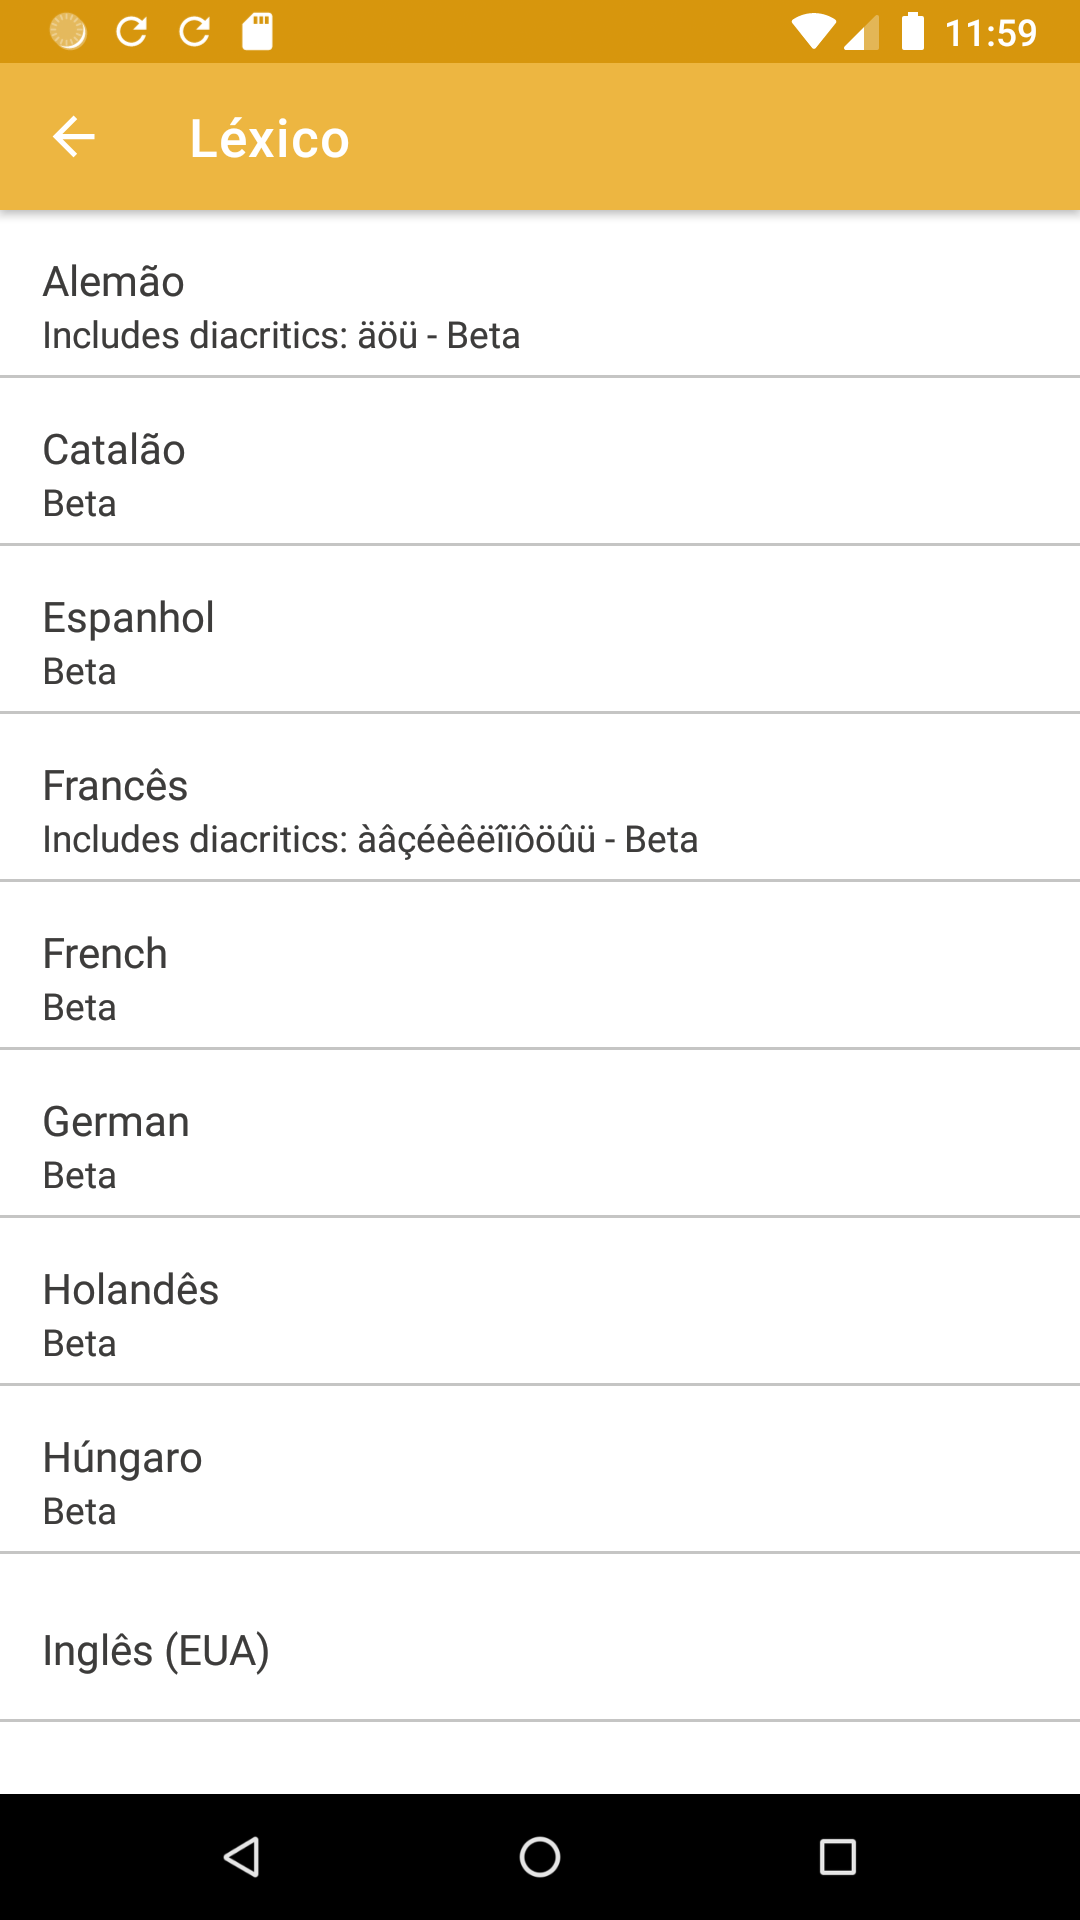 11:59
Léxico
Alemão
Includes diacritics: äöü - Beta
Catalão
Beta
Espanhol
Beta
Francês
Includes diacritics: àâçéèêëîïôöûü - Beta
French
Beta
German
Beta
Holandês
Beta
Húngaro
Beta
Inglês (EUA)